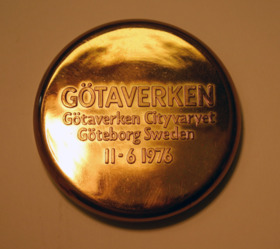 GÖTAVERKEN
Götaverken Cityvarvet
Göteborg Sweden
11-6 1976